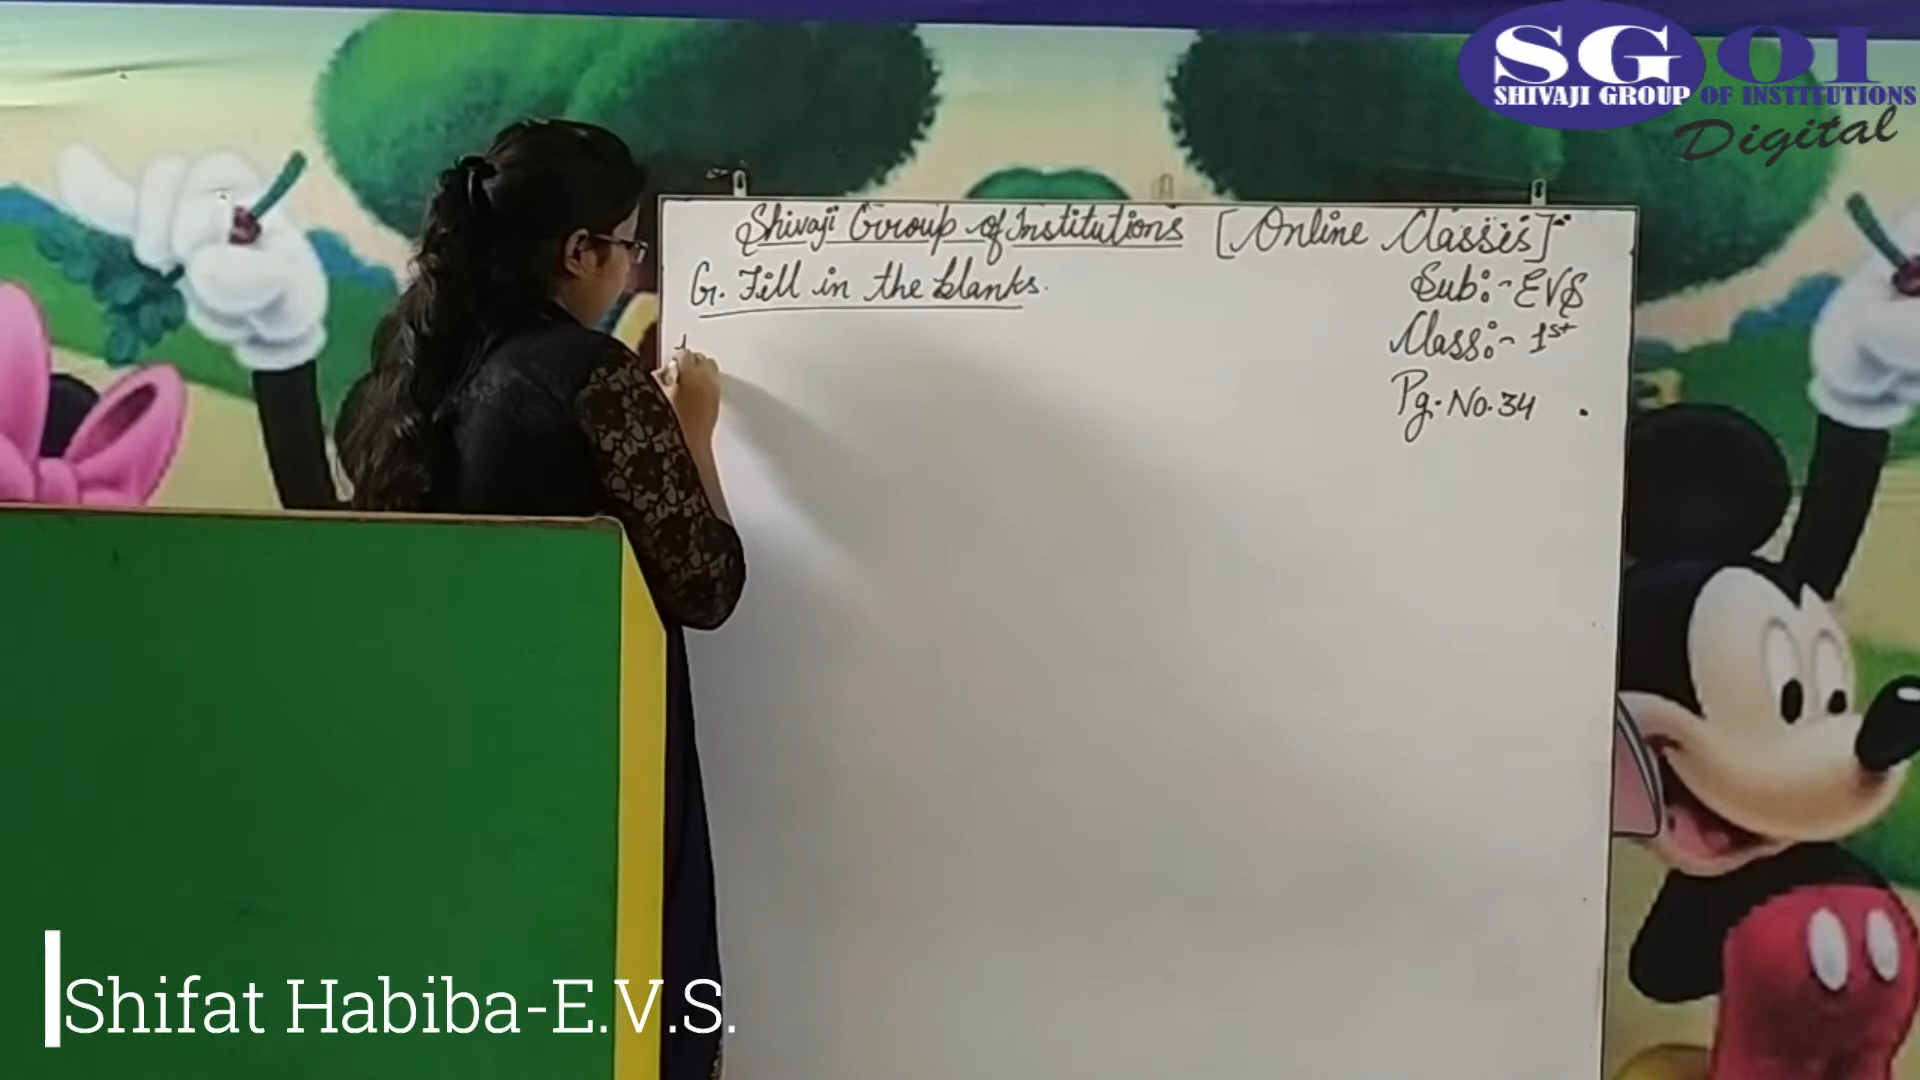 SGOI
SHIVAJI GROUP OF INSTITUTIONS
Digital
Shivaji Group of Institutions [Online Classes]
G. Fill in the blanks.
Sub:- EVS
Class:- 1st
Pg. No. 34
Shifat Habiba-E.V.S.